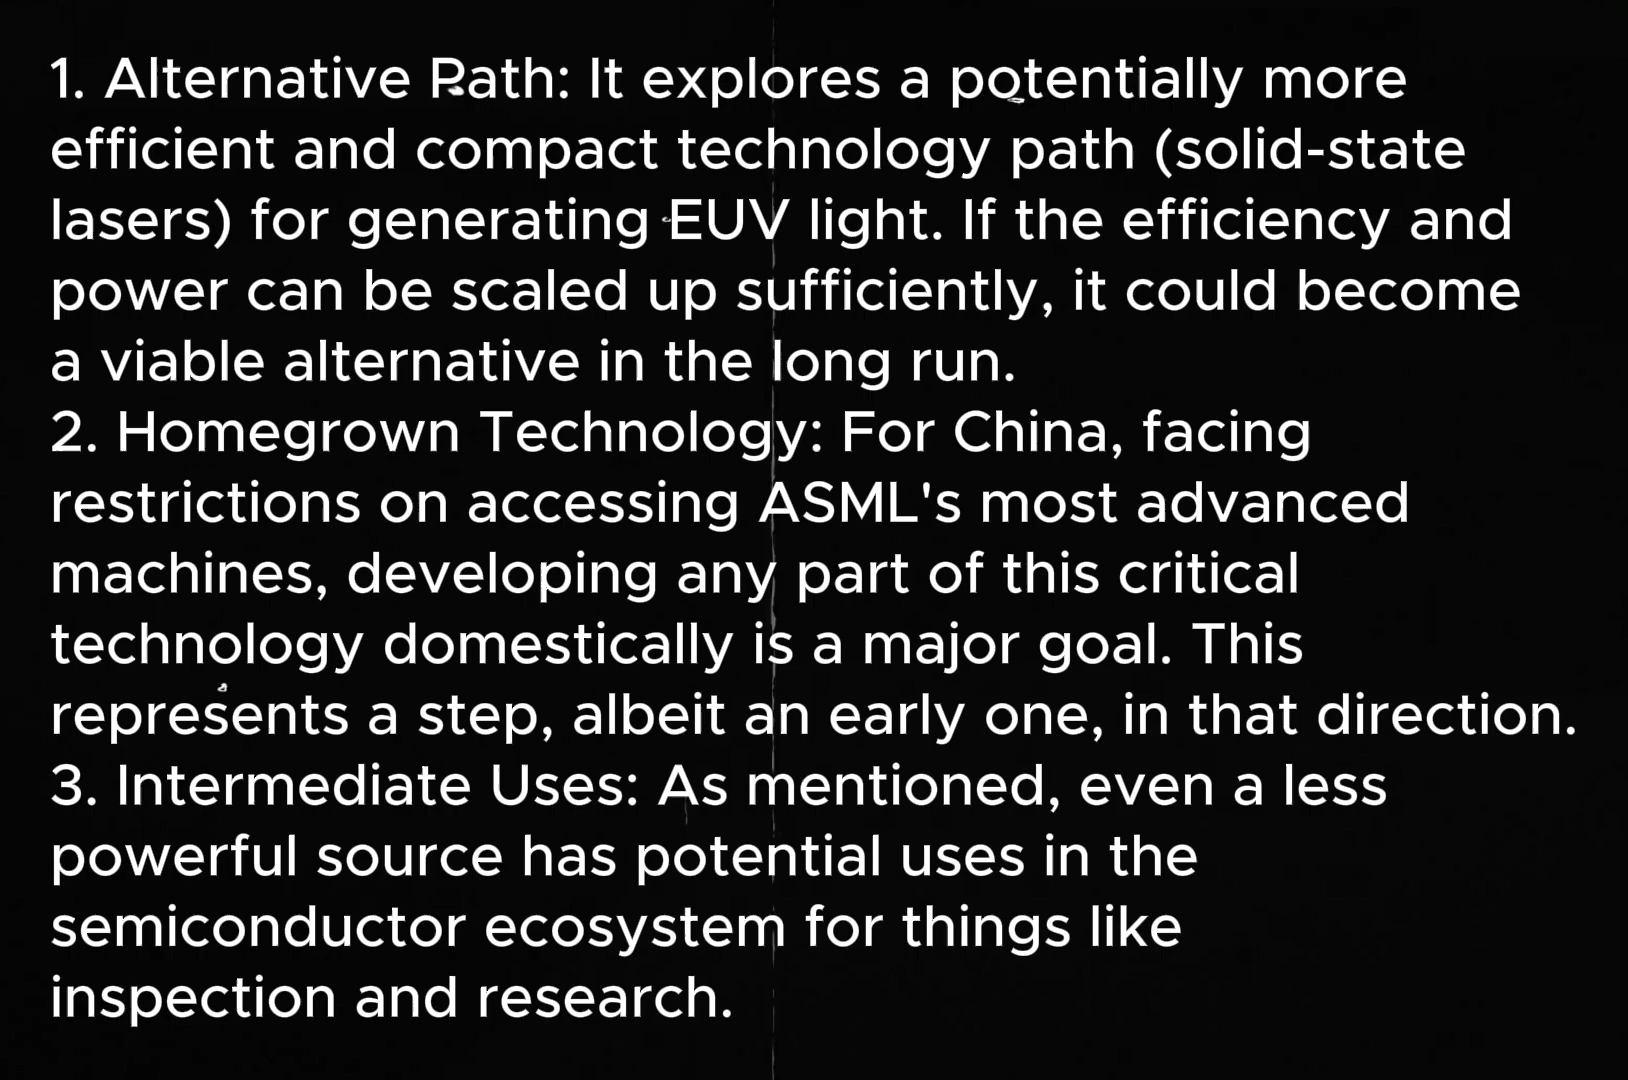 1. Alternative Path: It explores a potentially more
efficient and compact technology path (solid-state
lasers) for generating EUV light. If the efficiency and
power can be scaled up sufficiently, it could become
a viable alternative in the long run.
2. Homegrown Technology: For China, facing
restrictions on accessing ASML's most advanced
machines, developing any part of this critical
technology domestically is a major goal. This
represents a step, albeit an early one, in that direction.
3. Intermediate Uses: As mentioned, even a less
powerful source has potential uses in the
semiconductor ecosystem for things like
inspection and research.